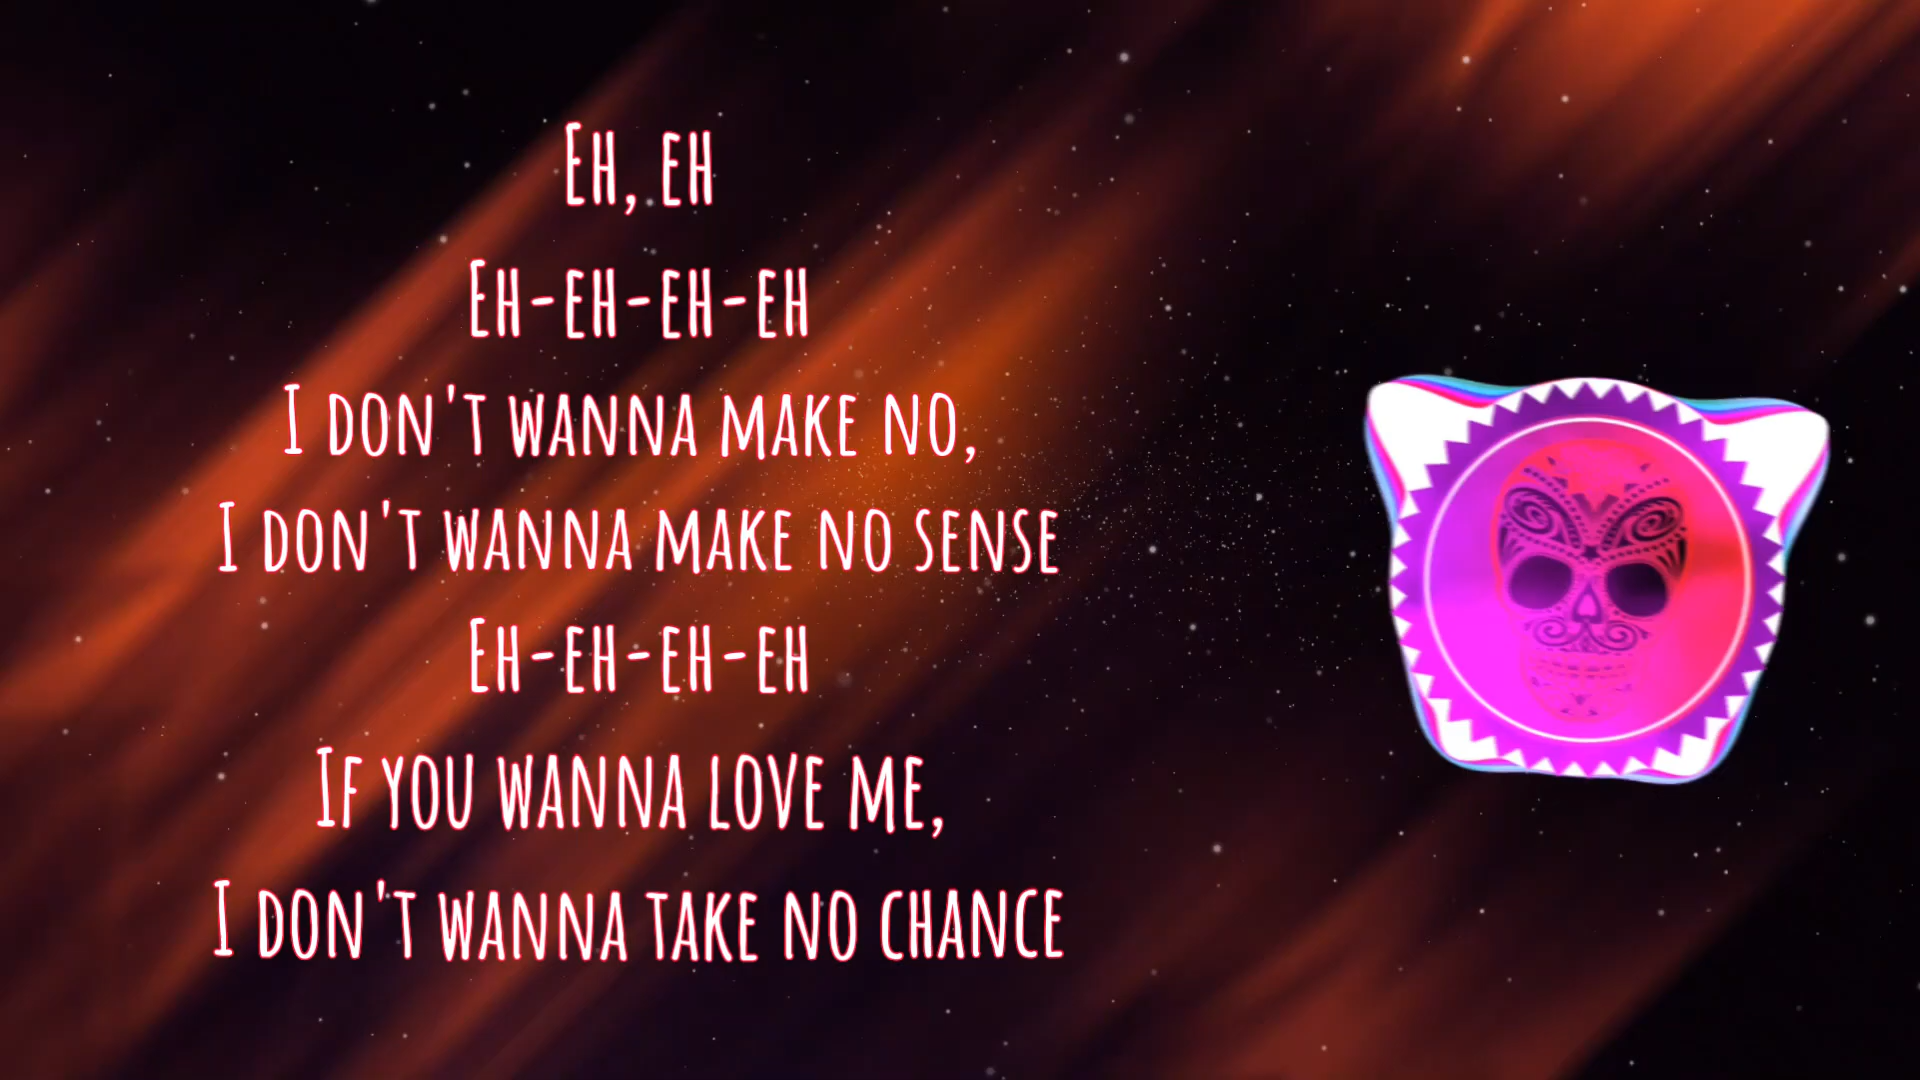 Eh, eh
Eh-eh-eh-eh
I don't wanna make no,
I don't wanna make no sense
Eh-eh-eh-eh
If you wanna love me,
I don't wanna take no chance